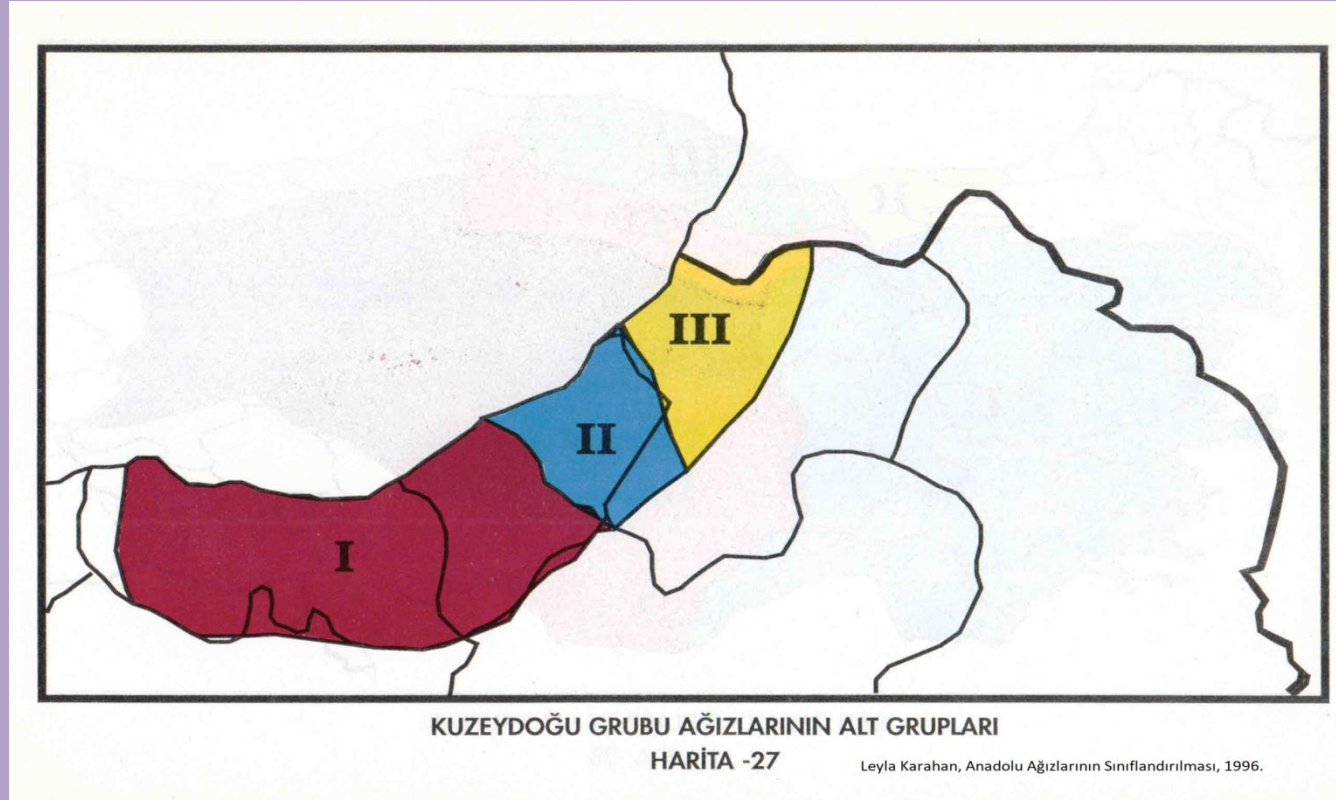 III
II
I
KUZEYDOĞU GRUBU AĞIZLARININ ALT GRUPLARI
HARİTA -27
Leyla Karahan, Anadolu Ağızlarının Sınıflandırılması, 1996.